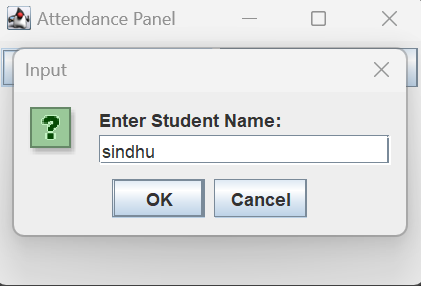 Attendance Panel
Input
Enter Student Name:
sindhu
OK
Cancel